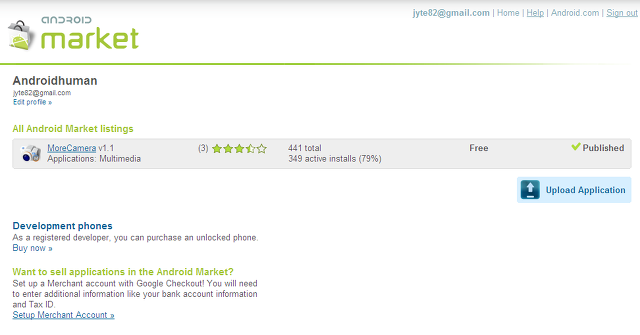 jyte82@gmail.com | Home | Help | Android.com | Sign out
ANDROID
market
Androidhuman
jyte82@gmail.com
Edit profile »
All Android Market listings
MoreCamera v1.1 (3) 441 total Free Published
Applications: Multimedia 349 active installs (79%)
Upload Application
Development phones
As a registered developer, you can purchase an unlocked phone.
Buy now »
Want to sell applications in the Android Market?
Set up a Merchant account with Google Checkout! You will need
to enter additional information like your bank account information
and Tax ID.
Setup Merchant Account »